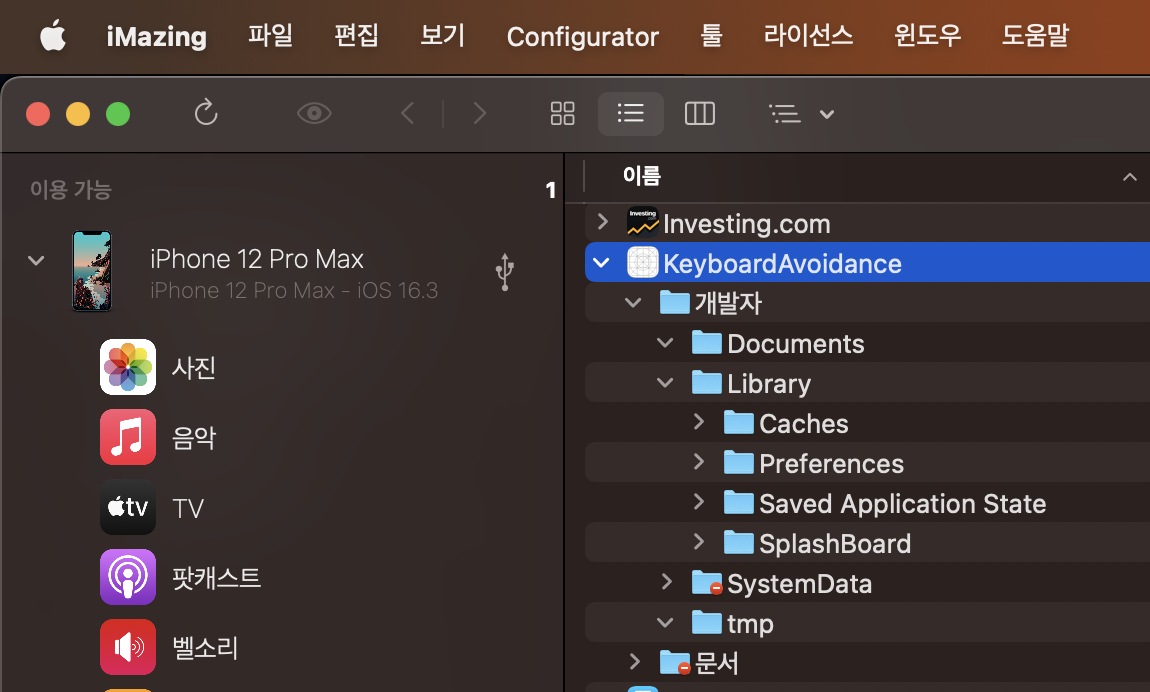 iMazing 파일 편집 보기 Configurator 툴 라이선스 윈도우 도움말
이용 가능 1
iPhone 12 Pro Max
iPhone 12 Pro Max - iOS 16.3
사진
음악
tv TV
팟캐스트
벨소리
이름
Investing.com Investing.com
KeyboardAvoidance
개발자
Documents
Library
Caches
Preferences
Saved Application State
SplashBoard
SystemData
tmp
문서